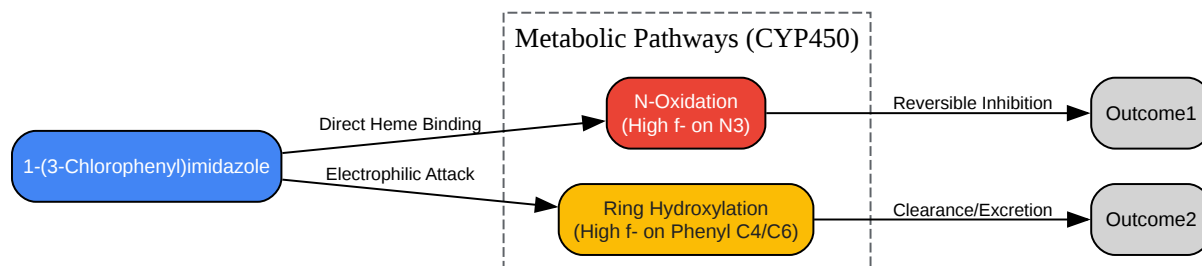 Metabolic Pathways (CYP450)
1-(3-Chlorophenyl)imidazole
Direct Heme Binding
Electrophilic Attack
N-Oxidation
(High f- on N3)
Ring Hydroxylation
(High f- on Phenyl C4/C6)
Reversible Inhibition
Clearance/Excretion
Outcome1
Outcome2